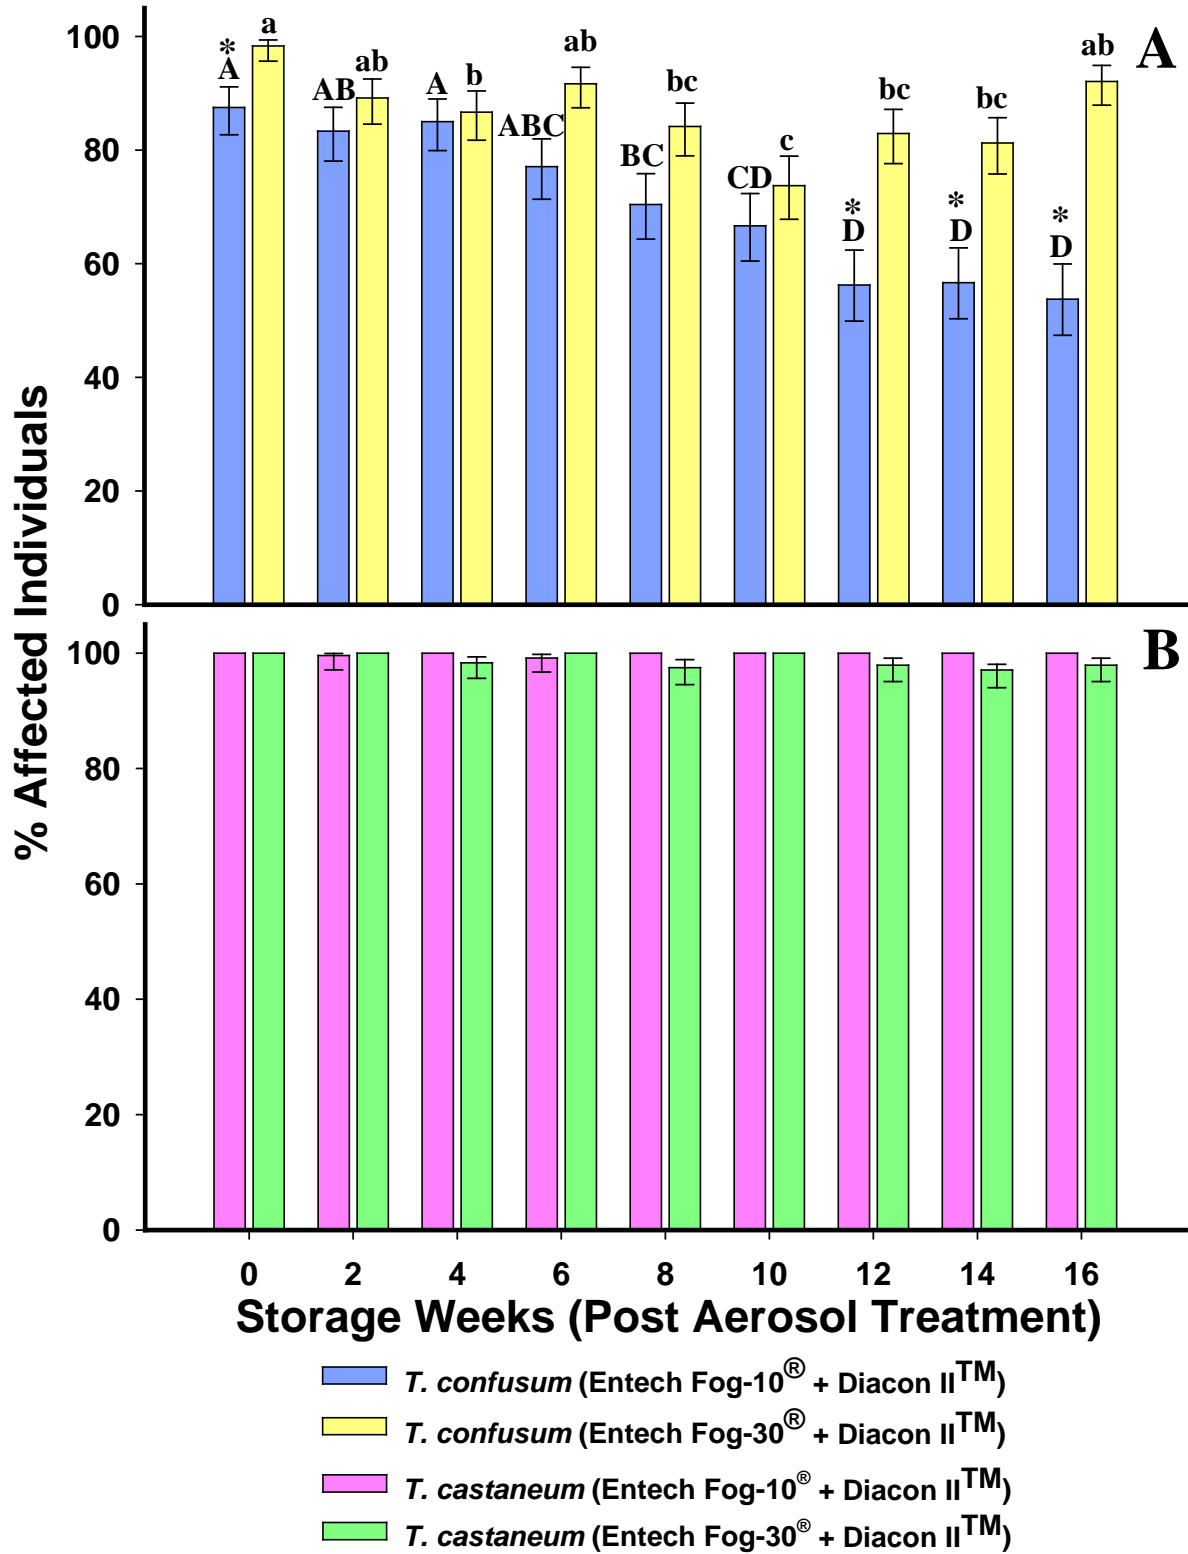 % Affected Individuals
A
100
80
60
40
20
0
*
A
a
AB
ab
A
b
ABC
ab
BC
bc
CD
c
*
D
bc
*
D
bc
*
D
ab
B
100
80
60
40
20
0
0 2 4 6 8 10 12 14 16
Storage Weeks (Post Aerosol Treatment)
T. confusum (Entech Fog-10® + Diacon II™)
T. confusum (Entech Fog-30® + Diacon II™)
T. castaneum (Entech Fog-10® + Diacon II™)
T. castaneum (Entech Fog-30® + Diacon II™)